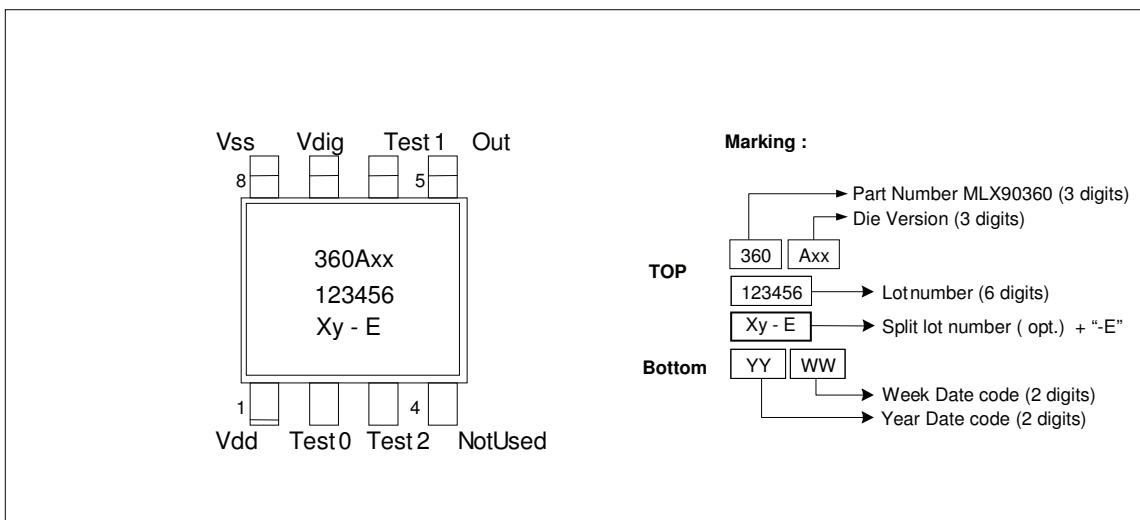 Vss Vdig Test 1 Out
8 5
360Axx
123456
Xy - E
1 4
Vdd Test 0 Test 2 NotUsed
Marking :
Part Number MLX90360 (3 digits)
Die Version (3 digits)
TOP 360 Axx
123456 Lot number (6 digits)
Xy - E Split lot number ( opt.) + “-E”
Bottom YY WW
Week Date code (2 digits)
Year Date code (2 digits)